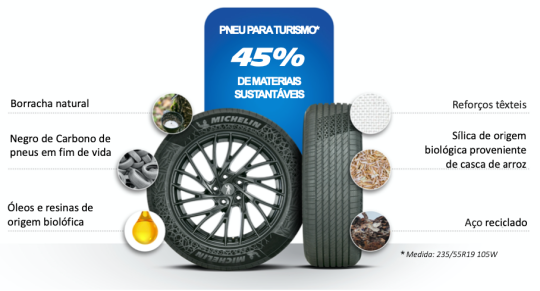 PNEU PARA TURISMO*
45%
DE MATERIAIS
SUSTANTÁVEIS
Borracha natural
Negro de Carbono de
pneus em fim de vida
Óleos e resinas de
origem biolófica
MICHELIN
MICHELIN
Reforços têxteis
Sílica de origem
biológica proveniente
de casca de arroz
Aço reciclado
* Medida: 235/55R19 105W